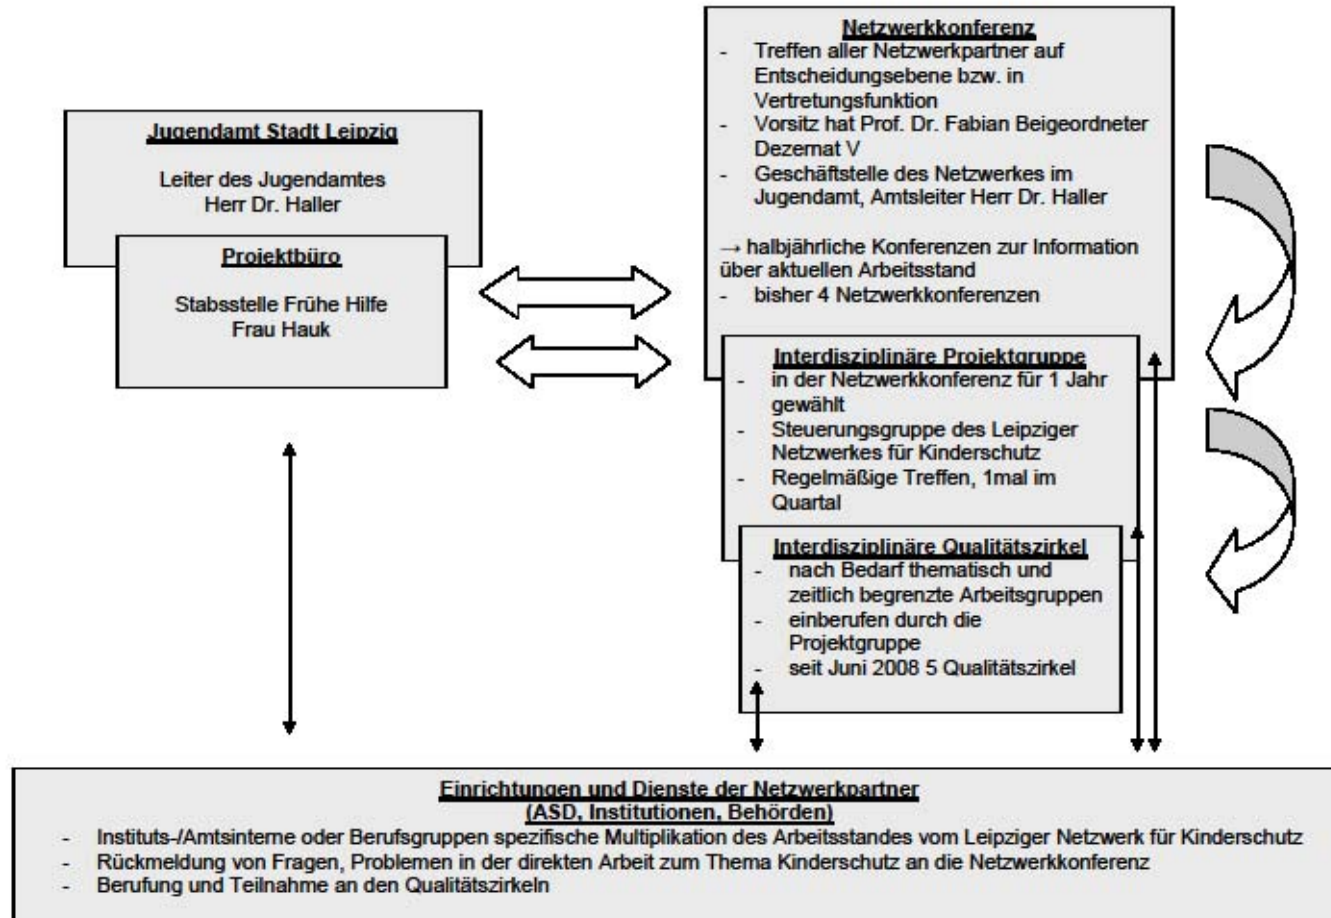 Jugendamt Stadt Leipzig
Leiter des Jugendamtes
Herr Dr. Haller
Projektbüro
Stabsstelle Frühe Hilfe
Frau Hauk
Netzwerkkonferenz
- Treffen aller Netzwerkpartner auf
Entscheidungsebene bzw. in
Vertretungsfunktion
- Vorsitz hat Prof. Dr. Fabian Beigeordneter
Dezernat V
- Geschäftstelle des Netzwerkes im
Jugendamt, Amtsleiter Herr Dr. Haller
→ halbjährliche Konferenzen zur Information
über aktuellen Arbeitsstand
- bisher 4 Netzwerkkonferenzen
Interdisziplinäre Projektgruppe
- in der Netzwerkkonferenz für 1 Jahr
gewählt
- Steuerungsgruppe des Leipziger
Netzwerkes für Kinderschutz
- Regelmäßige Treffen, 1mal im
Quartal
Interdisziplinäre Qualitätszirkel
- nach Bedarf thematisch und
zeitlich begrenzte Arbeitsgruppen
- einberufen durch die
Projektgruppe
- seit Juni 2008 5 Qualitätszirkel
Einrichtungen und Dienste der Netzwerkpartner
(ASD, Institutionen, Behörden)
- Instituts-/Amtsinterne oder Berufsgruppen spezifische Multiplikation des Arbeitsstandes vom Leipziger Netzwerk für Kinderschutz
- Rückmeldung von Fragen, Problemen in der direkten Arbeit zum Thema Kinderschutz an die Netzwerkkonferenz
- Berufung und Teilnahme an den Qualitätszirkeln